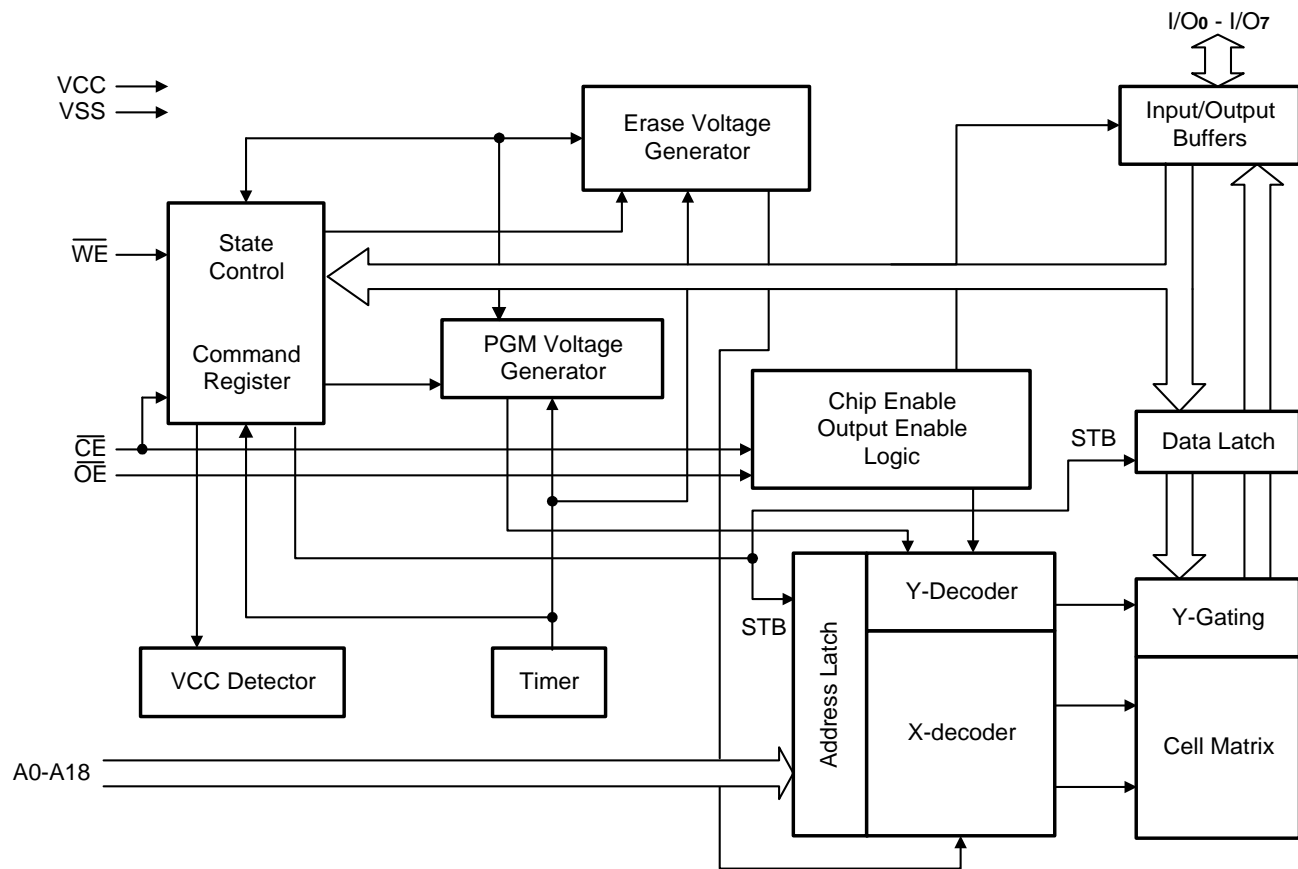 I/O0 - I/O7
VCC
VSS
Erase Voltage
Generator
Input/Output
Buffers
WE
State
Control
Command
Register
PGM Voltage
Generator
Chip Enable
Output Enable
Logic
CE
OE
STB
Data Latch
Y-Decoder
STB
Y-Gating
VCC Detector
Timer
Address Latch
X-decoder
Cell Matrix
A0-A18